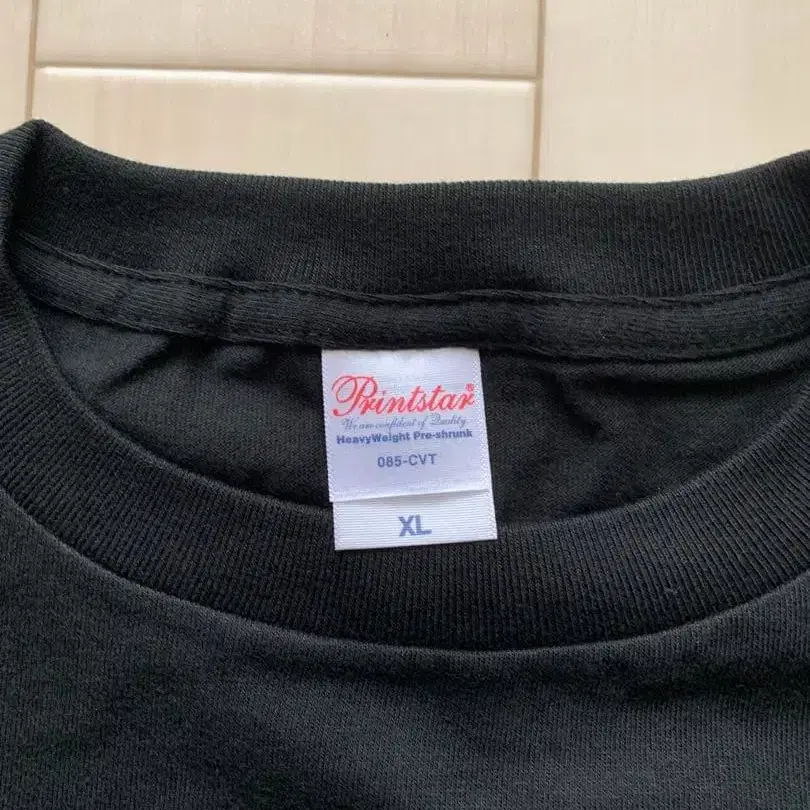 Printstar®
We are confident of Quality
HeavyWeight Pre-shrunk
085-CVT
XL